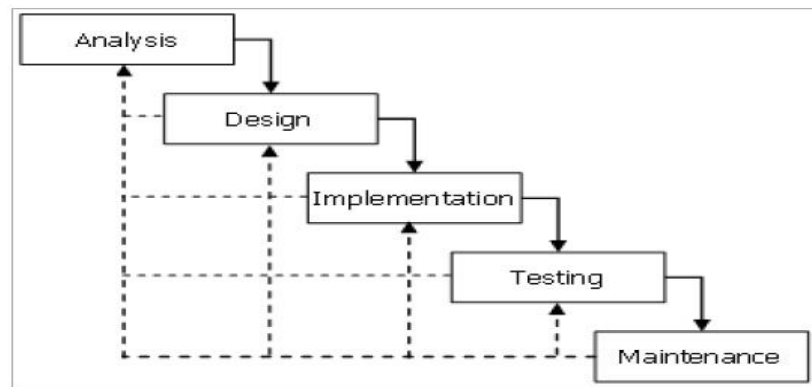 Analysis
Design
Implementation
Testing
Maintenance